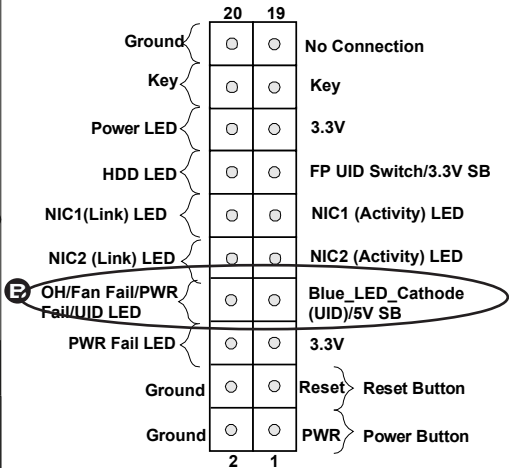 20 19
Ground No Connection
Key Key
Power LED 3.3V
HDD LED FP UID Switch/3.3V SB
NIC1(Link) LED NIC1 (Activity) LED
NIC2 (Link) LED NIC2 (Activity) LED
E OH/Fan Fail/PWR Blue_LED_Cathode
Fail/UID LED (UID)/5V SB
PWR Fail LED 3.3V
Ground Reset Reset Button
Ground PWR Power Button
2 1